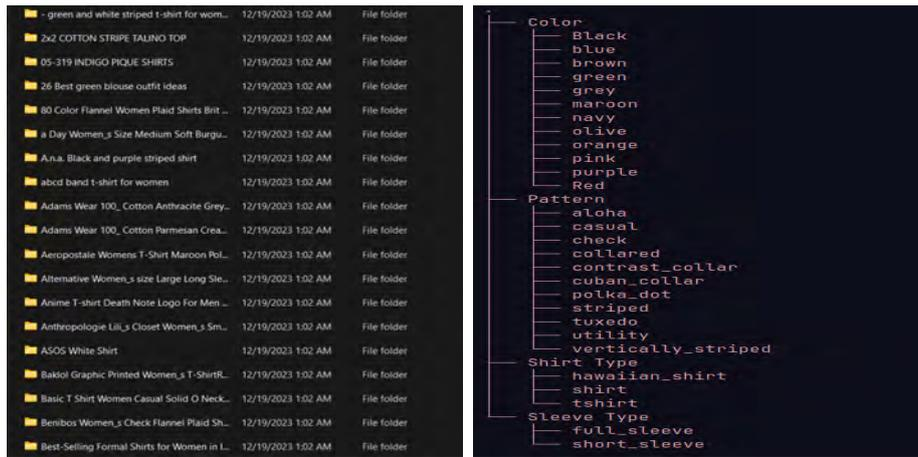 - green and white striped t-shirt for wom... 12/19/2023 1:02 AM File folder
2x2 COTTON STRIPE TALINO TOP 12/19/2023 1:02 AM File folder
05-319 INDIGO PIQUE SHIRTS 12/19/2023 1:02 AM File folder
26 Best green blouse outfit ideas 12/19/2023 1:02 AM File folder
80 Color Flannel Women Plaid Shirts Brit ... 12/19/2023 1:02 AM File folder
a Day Women_s Size Medium Soft Burgu... 12/19/2023 1:02 AM File folder
A.n.a. Black and purple striped shirt 12/19/2023 1:02 AM File folder
abcd band t-shirt for women 12/19/2023 1:02 AM File folder
Adams Wear 100_ Cotton Anthracite Grey... 12/19/2023 1:02 AM File folder
Adams Wear 100_ Cotton Parmesan Crea... 12/19/2023 1:02 AM File folder
Aeropostale Womens T-Shirt Maroon Pol... 12/19/2023 1:02 AM File folder
Alternative Women_s size Large Long Sle... 12/19/2023 1:02 AM File folder
Anime T-shirt Death Note Logo For Men ... 12/19/2023 1:02 AM File folder
Anthropologie Lili_s Closet Women_s Sm... 12/19/2023 1:02 AM File folder
ASOS White Shirt 12/19/2023 1:02 AM File folder
Baklol Graphic Printed Women_s T-ShirtR... 12/19/2023 1:02 AM File folder
Basic T Shirt Women Casual Solid O Neck... 12/19/2023 1:02 AM File folder
Benibos Women_s Check Flannel Plaid Sh... 12/19/2023 1:02 AM File folder
Best-Selling Formal Shirts for Women in I... 12/19/2023 1:02 AM File folder
.
Color
Black
blue
brown
green
grey
maroon
navy
olive
orange
pink
purple
Red
Pattern
aloha
casual
check
collared
contrast_collar
cuban_collar
polka_dot
striped
tuxedo
utility
vertically_striped
Shirt Type
hawaiian_shirt
shirt
tshirt
Sleeve Type
full_sleeve
short_sleeve